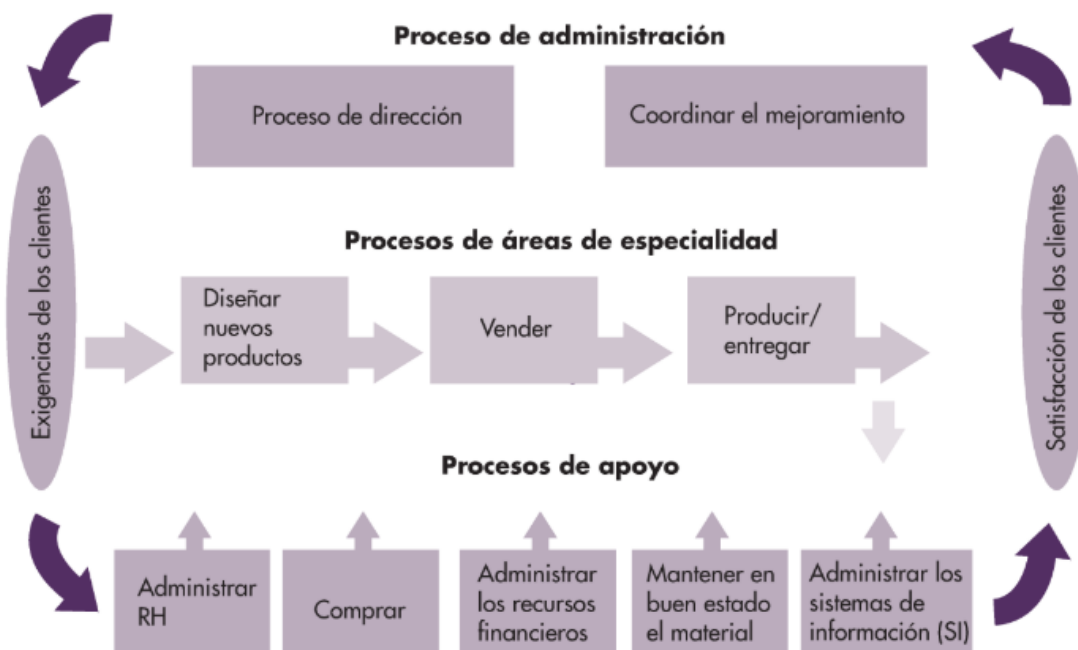 Proceso de administración
Proceso de dirección
Coordinar el mejoramiento
Exigencias de los clientes
Procesos de áreas de especialidad
Diseñar
nuevos
productos
Vender
Producir/
entregar
Satisfacción de los clientes
Procesos de apoyo
Administrar
RH
Comprar
Administrar
los recursos
financieros
Mantener en
buen estado
el material
Administrar los
sistemas de
información (SI)